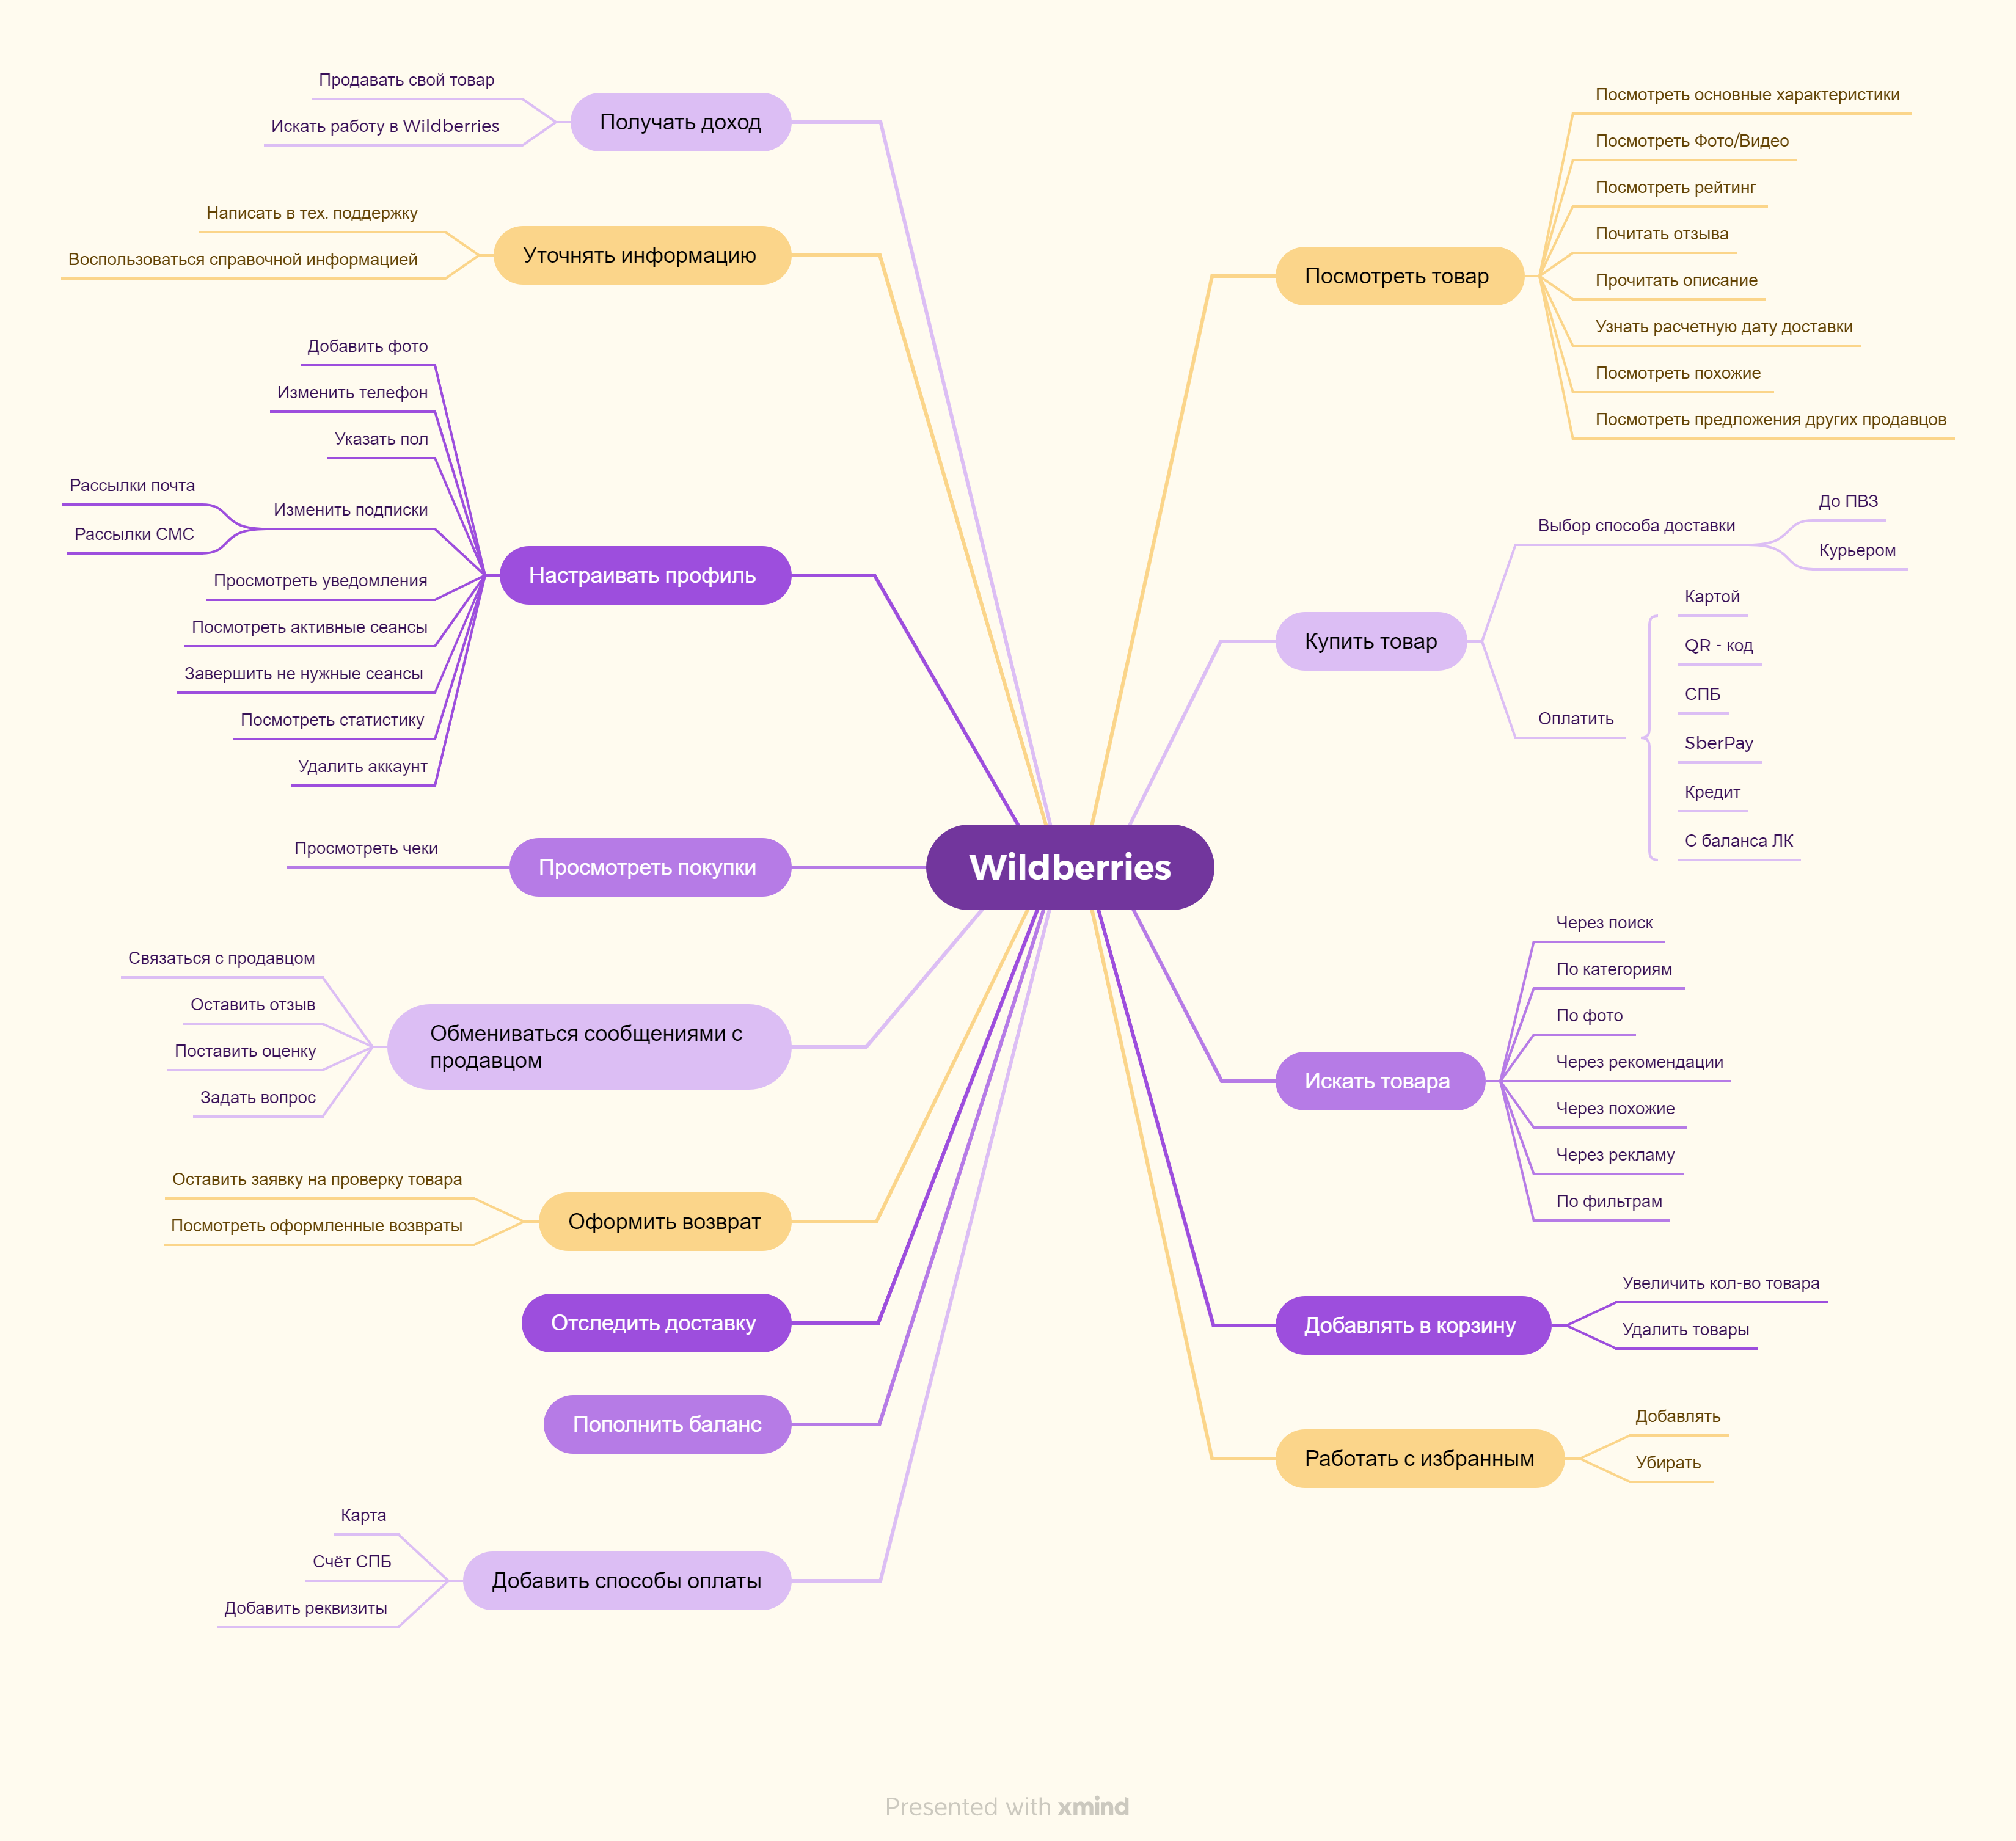 Wildberries
Посмотреть товар
Посмотреть основные характеристики
Посмотреть Фото/Видео
Посмотреть рейтинг
Почитать отзыва
Прочитать описание
Узнать расчетную дату доставки
Посмотреть похожие
Посмотреть предложения других продавцов
Купить товар
Выбор способа доставки
До ПВЗ
Курьером
Оплатить
Картой
QR - код
СПБ
SberPay
Кредит
С баланса ЛК
Искать товара
Через поиск
По категориям
По фото
Через рекомендации
Через похожие
Через рекламу
По фильтрам
Добавлять в корзину
Увеличить кол-во товара
Удалить товары
Работать с избранным
Добавлять
Убирать
Получать доход
Продавать свой товар
Искать работу в Wildberries
Уточнять информацию
Написать в тех. поддержку
Воспользоваться справочной информацией
Настраивать профиль
Добавить фото
Изменить телефон
Указать пол
Изменить подписки
Рассылки почта
Рассылки СМС
Просмотреть уведомления
Посмотреть активные сеансы
Завершить не нужные сеансы
Посмотреть статистику
Удалить аккаунт
Просмотреть покупки
Просмотреть чеки
Обмениваться сообщениями с
продавцом
Связаться с продавцом
Оставить отзыв
Поставить оценку
Задать вопрос
Оформить возврат
Оставить заявку на проверку товара
Посмотреть оформленные возвраты
Отследить доставку
Пополнить баланс
Добавить способы оплаты
Карта
Счёт СПБ
Добавить реквизиты
Presented with xmind